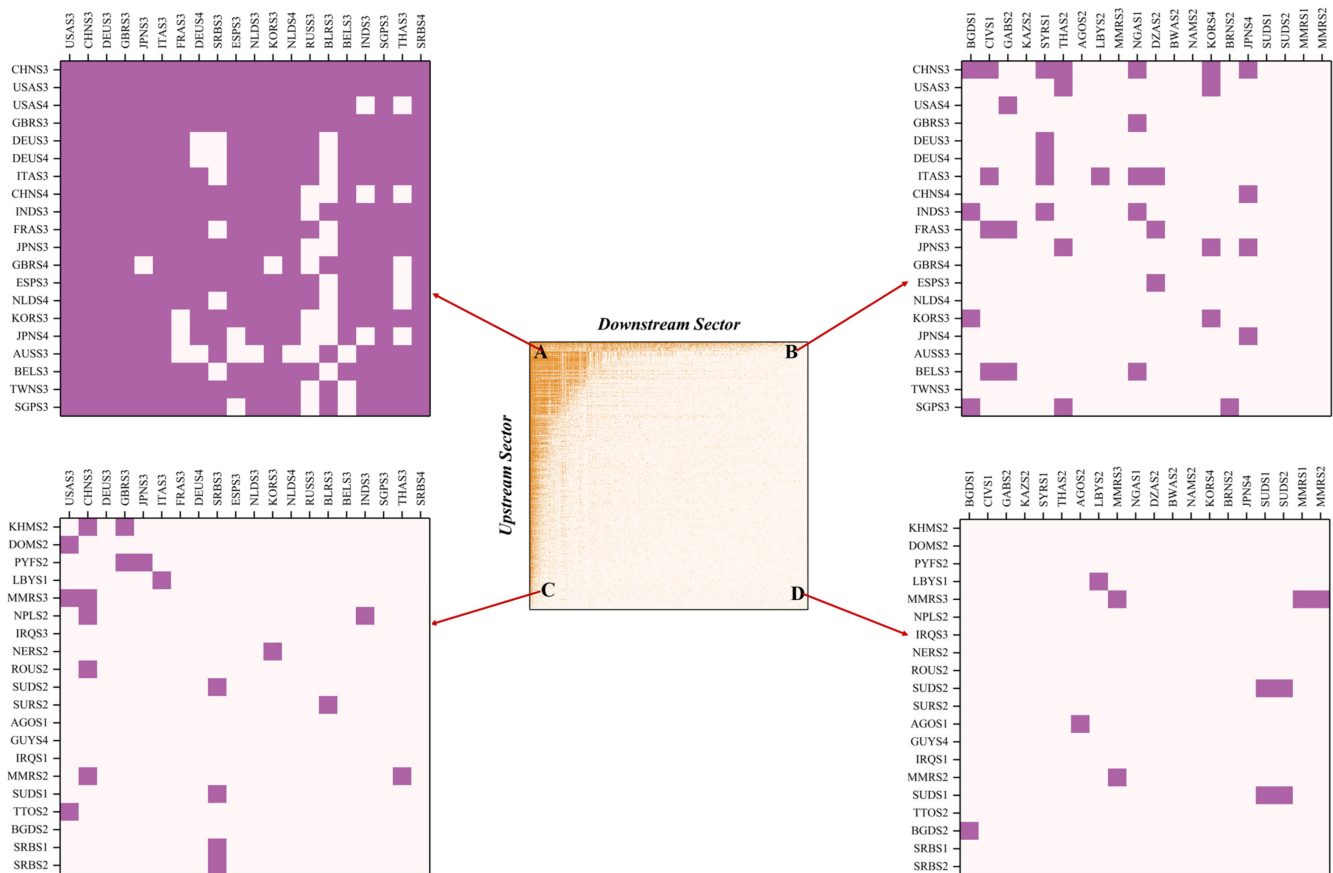 USAS3 CHNS3 DEUS3 GBRS3 JPNS3 ITAS3 FRAS3 DEUS4 SRBS3 ESPS3 NLDS3 KORS3 NLDS4 RUSS3 BLRS3 BELS3 INDS3 SGPS3 THAS3 SRBS4
CHNS3
USAS3
USAS4
GBRS3
DEUS3
DEUS4
ITAS3
CHNS4
INDS3
FRAS3
JPNS3
GBRS4
ESPS3
NLDS4
KORS3
JPNS4
AUSS3
BELS3
TWNS3
SGPS3
BGDS1 CIVS1 GABS2 KAZS2 SYRS1 THAS2 AGOS2 LBYS2 MMRS3 NGAS1 DZAS2 BWAS2 NAMS2 KORS4 BRNS2 JPNS4 SUDS1 SUDS2 MMRS1 MMRS2
CHNS3
USAS3
USAS4
GBRS3
DEUS3
DEUS4
ITAS3
CHNS4
INDS3
FRAS3
JPNS3
GBRS4
ESPS3
NLDS4
KORS3
JPNS4
AUSS3
BELS3
TWNS3
SGPS3
Downstream Sector
Upstream Sector
A
B
C
D
USAS3 CHNS3 DEUS3 GBRS3 JPNS3 ITAS3 FRAS3 DEUS4 SRBS3 ESPS3 NLDS3 KORS3 NLDS4 RUSS3 BLRS3 BELS3 INDS3 SGPS3 THAS3 SRBS4
KHMS2
DOMS2
PYFS2
LBYS1
MMRS3
NPLS2
IRQS3
NERS2
ROUS2
SUDS2
SURS2
AGOS1
GUYS4
IRQS1
MMRS2
SUDS1
TTOS2
BGDS2
SRBS1
SRBS2
BGDS1 CIVS1 GABS2 KAZS2 SYRS1 THAS2 AGOS2 LBYS2 MMRS3 NGAS1 DZAS2 BWAS2 NAMS2 KORS4 BRNS2 JPNS4 SUDS1 SUDS2 MMRS1 MMRS2
KHMS2
DOMS2
PYFS2
LBYS1
MMRS3
NPLS2
IRQS3
NERS2
ROUS2
SUDS2
SURS2
AGOS1
GUYS4
IRQS1
MMRS2
SUDS1
TTOS2
BGDS2
SRBS1
SRBS2